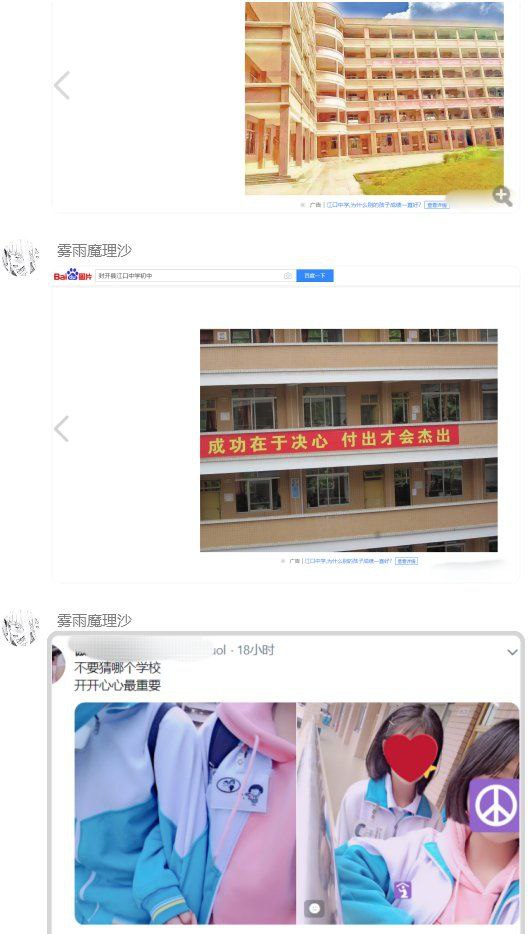 广告 | 江口中学,为什么别的孩子成绩一直好? 查看详情
雾雨魔理沙
Bai 图片 封开县江口中学初中 百度一下
成功在于决心 付出才会杰出
广告 | 江口中学,为什么别的孩子成绩一直好? 查看详情
雾雨魔理沙
uol · 18小时
不要猜哪个学校
开开心心最重要